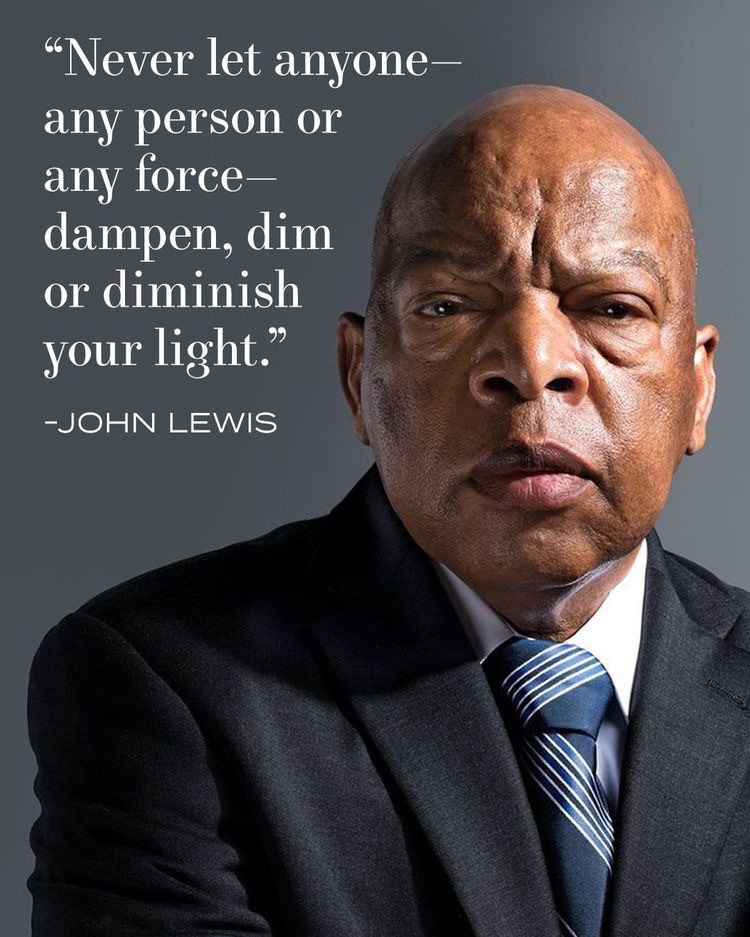 “Never let anyone—
any person or
any force—
dampen, dim
or diminish
your light.”
-JOHN LEWIS